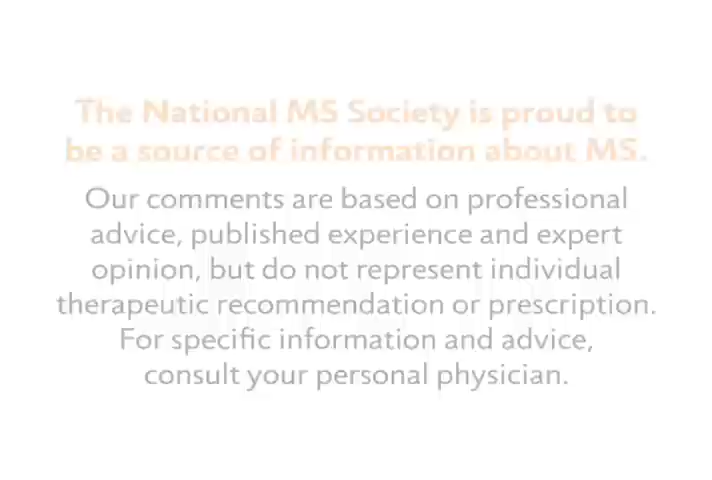 The National MS Society is proud to
be a source of information about MS.
Our comments are based on professional
advice, published experience and expert
opinion, but do not represent individual
therapeutic recommendation or prescription.
For specific information and advice,
consult your personal physician.